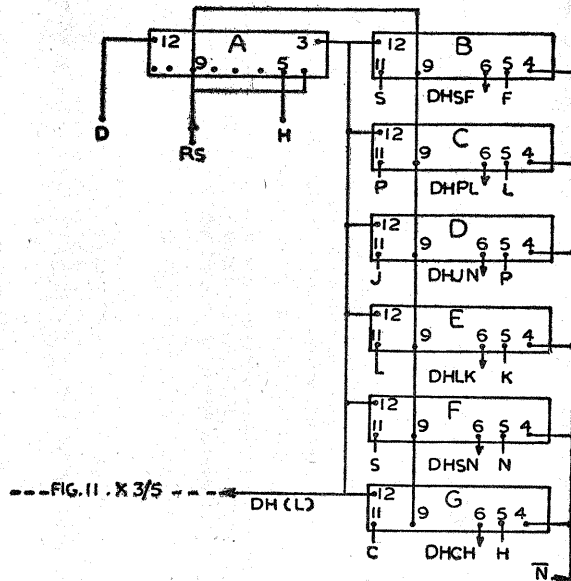 12 A 3
9 5
D RS H
12 B
11 9 6 5 4
S DHSF F
12 C
11 9 6 5 4
P DHPL L
12 D
11 9 6 5 4
J DHJN P
12 E
11 9 6 5 4
L DHLK K
12 F
11 9 6 5 4
S DHSN N
FIG. 11. X 3/5 DH (L)
12 G
11 9 6 5 4
C DHCH H
N̅